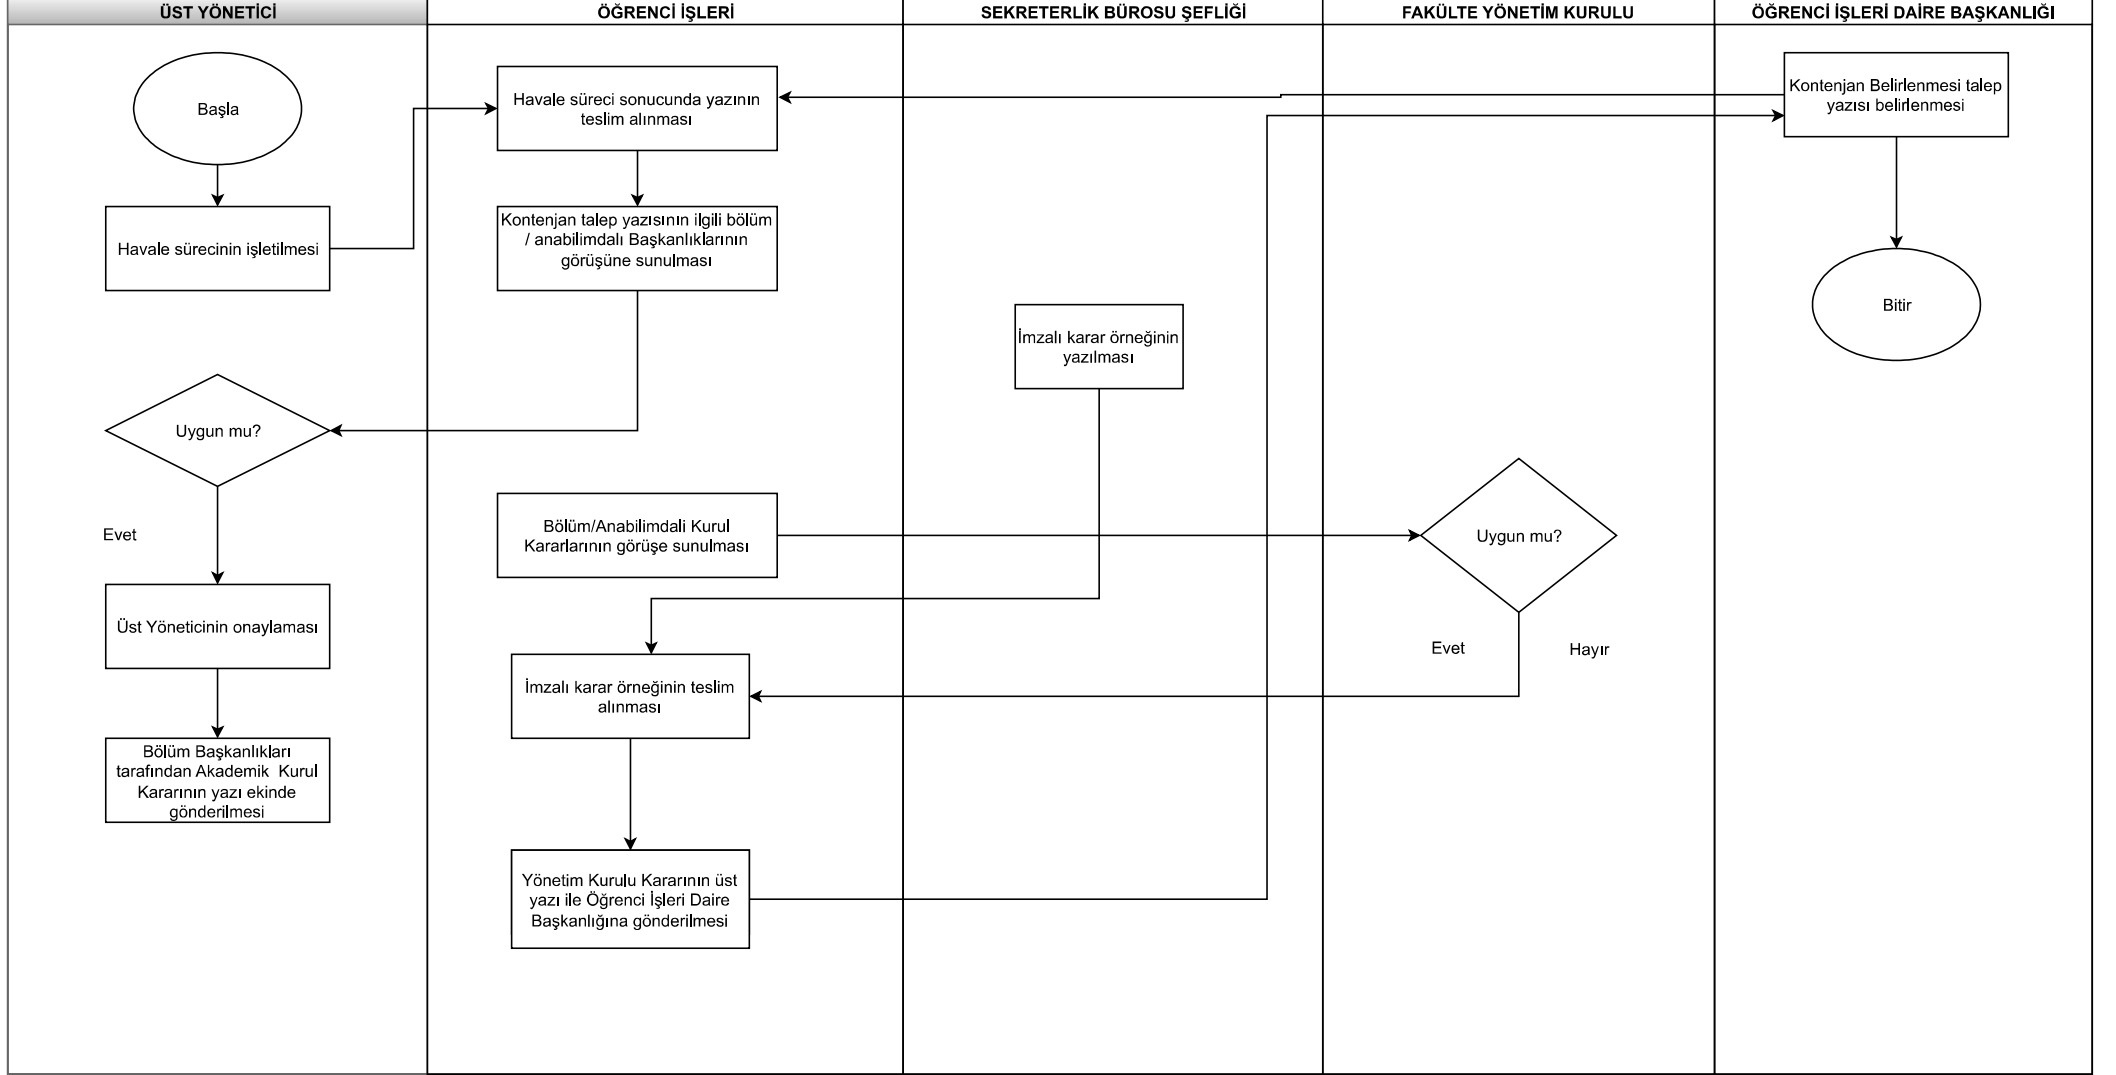 ÜST YÖNETİCİ
ÖĞRENCİ İŞLERİ
SEKRETERLİK BÜROSU ŞEFLİĞİ
FAKÜLTE YÖNETİM KURULU
ÖĞRENCİ İŞLERİ DAİRE BAŞKANLIĞI
Başla
Havale sürecinin işletilmesi
Uygun mu?
Evet
Üst Yöneticinin onaylaması
Bölüm Başkanlıkları
tarafından Akademik Kurul
Kararının yazı ekinde
gönderilmesi
Havale süreci sonucunda yazının
teslim alınması
Kontenjan talep yazısının ilgili bölüm
/ anabilimdalı Başkanlıklarının
görüşüne sunulması
Bölüm/Anabilimdali Kurul
Kararlarının görüşe sunulması
İmzalı karar örneğinin teslim
alınması
Yönetim Kurulu Kararının üst
yazı ile Öğrenci İşleri Daire
Başkanlığına gönderilmesi
İmzalı karar örneğinin
yazılması
Uygun mu?
Evet
Hayır
Kontenjan Belirlenmesi talep
yazısı belirlenmesi
Bitir